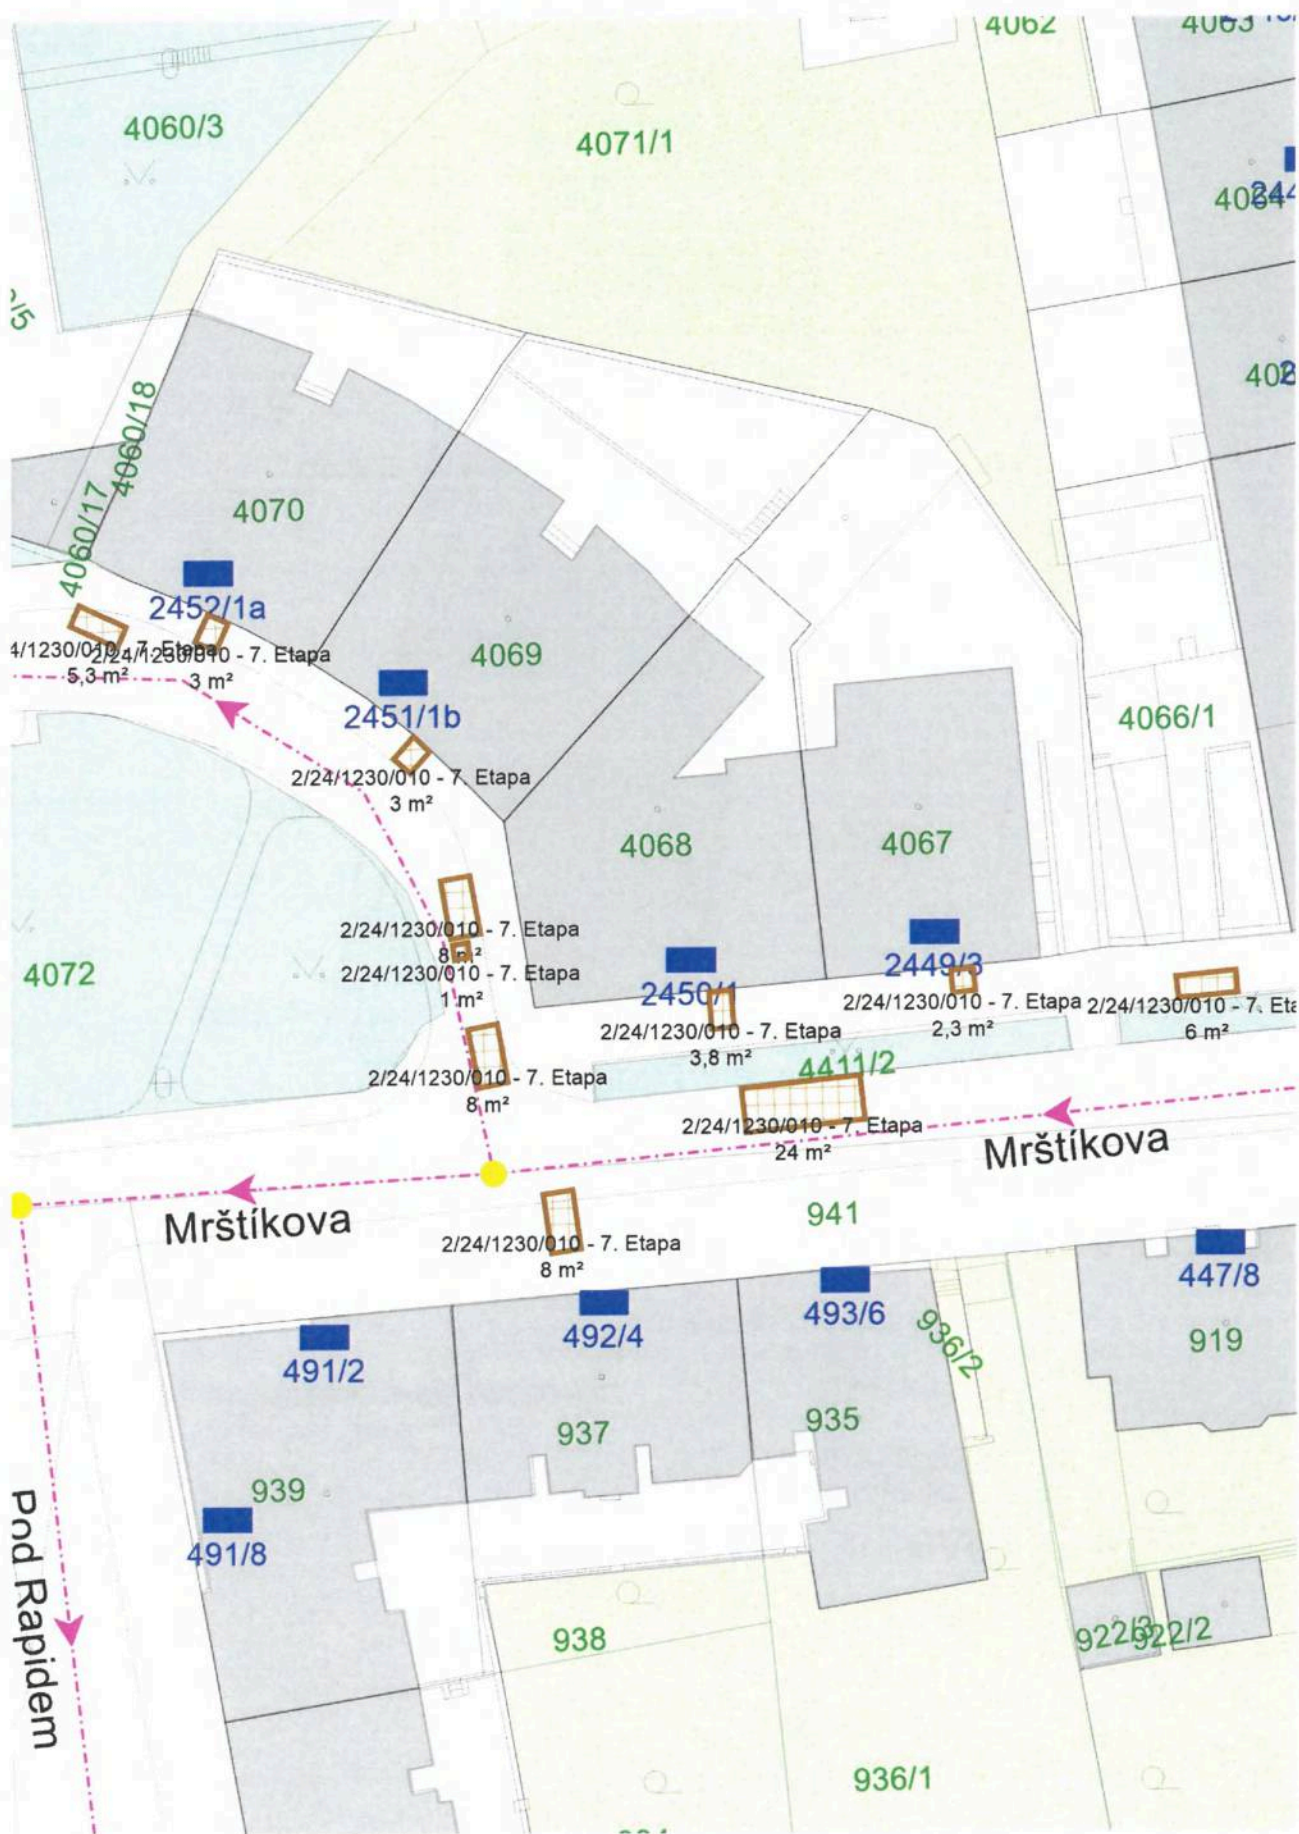 4062
4060/3
4071/1
4060/18
4060/17
4070
2452/1a
2/24/1230/010 - 7. Etapa
5,3 m²
3 m²
4069
2451/1b
2/24/1230/010 - 7. Etapa
3 m²
4066/1
4068
4067
2/24/1230/010 - 7. Etapa
8 m²
2/24/1230/010 - 7. Etapa
1 m²
4072
2450/1
2449/3
2/24/1230/010 - 7. Etapa
3,8 m²
2/24/1230/010 - 7. Etapa
2,3 m²
2/24/1230/010 - 7. Eta
6 m²
4411/2
2/24/1230/010 - 7. Etapa
8 m²
2/24/1230/010 - 7. Etapa
24 m²
Mrštíkova
Mrštíkova
941
2/24/1230/010 - 7. Etapa
8 m²
447/8
493/6
492/4
491/2
936/2
919
937
935
939
491/8
Pod Rapidem
938
922/3
922/2
936/1